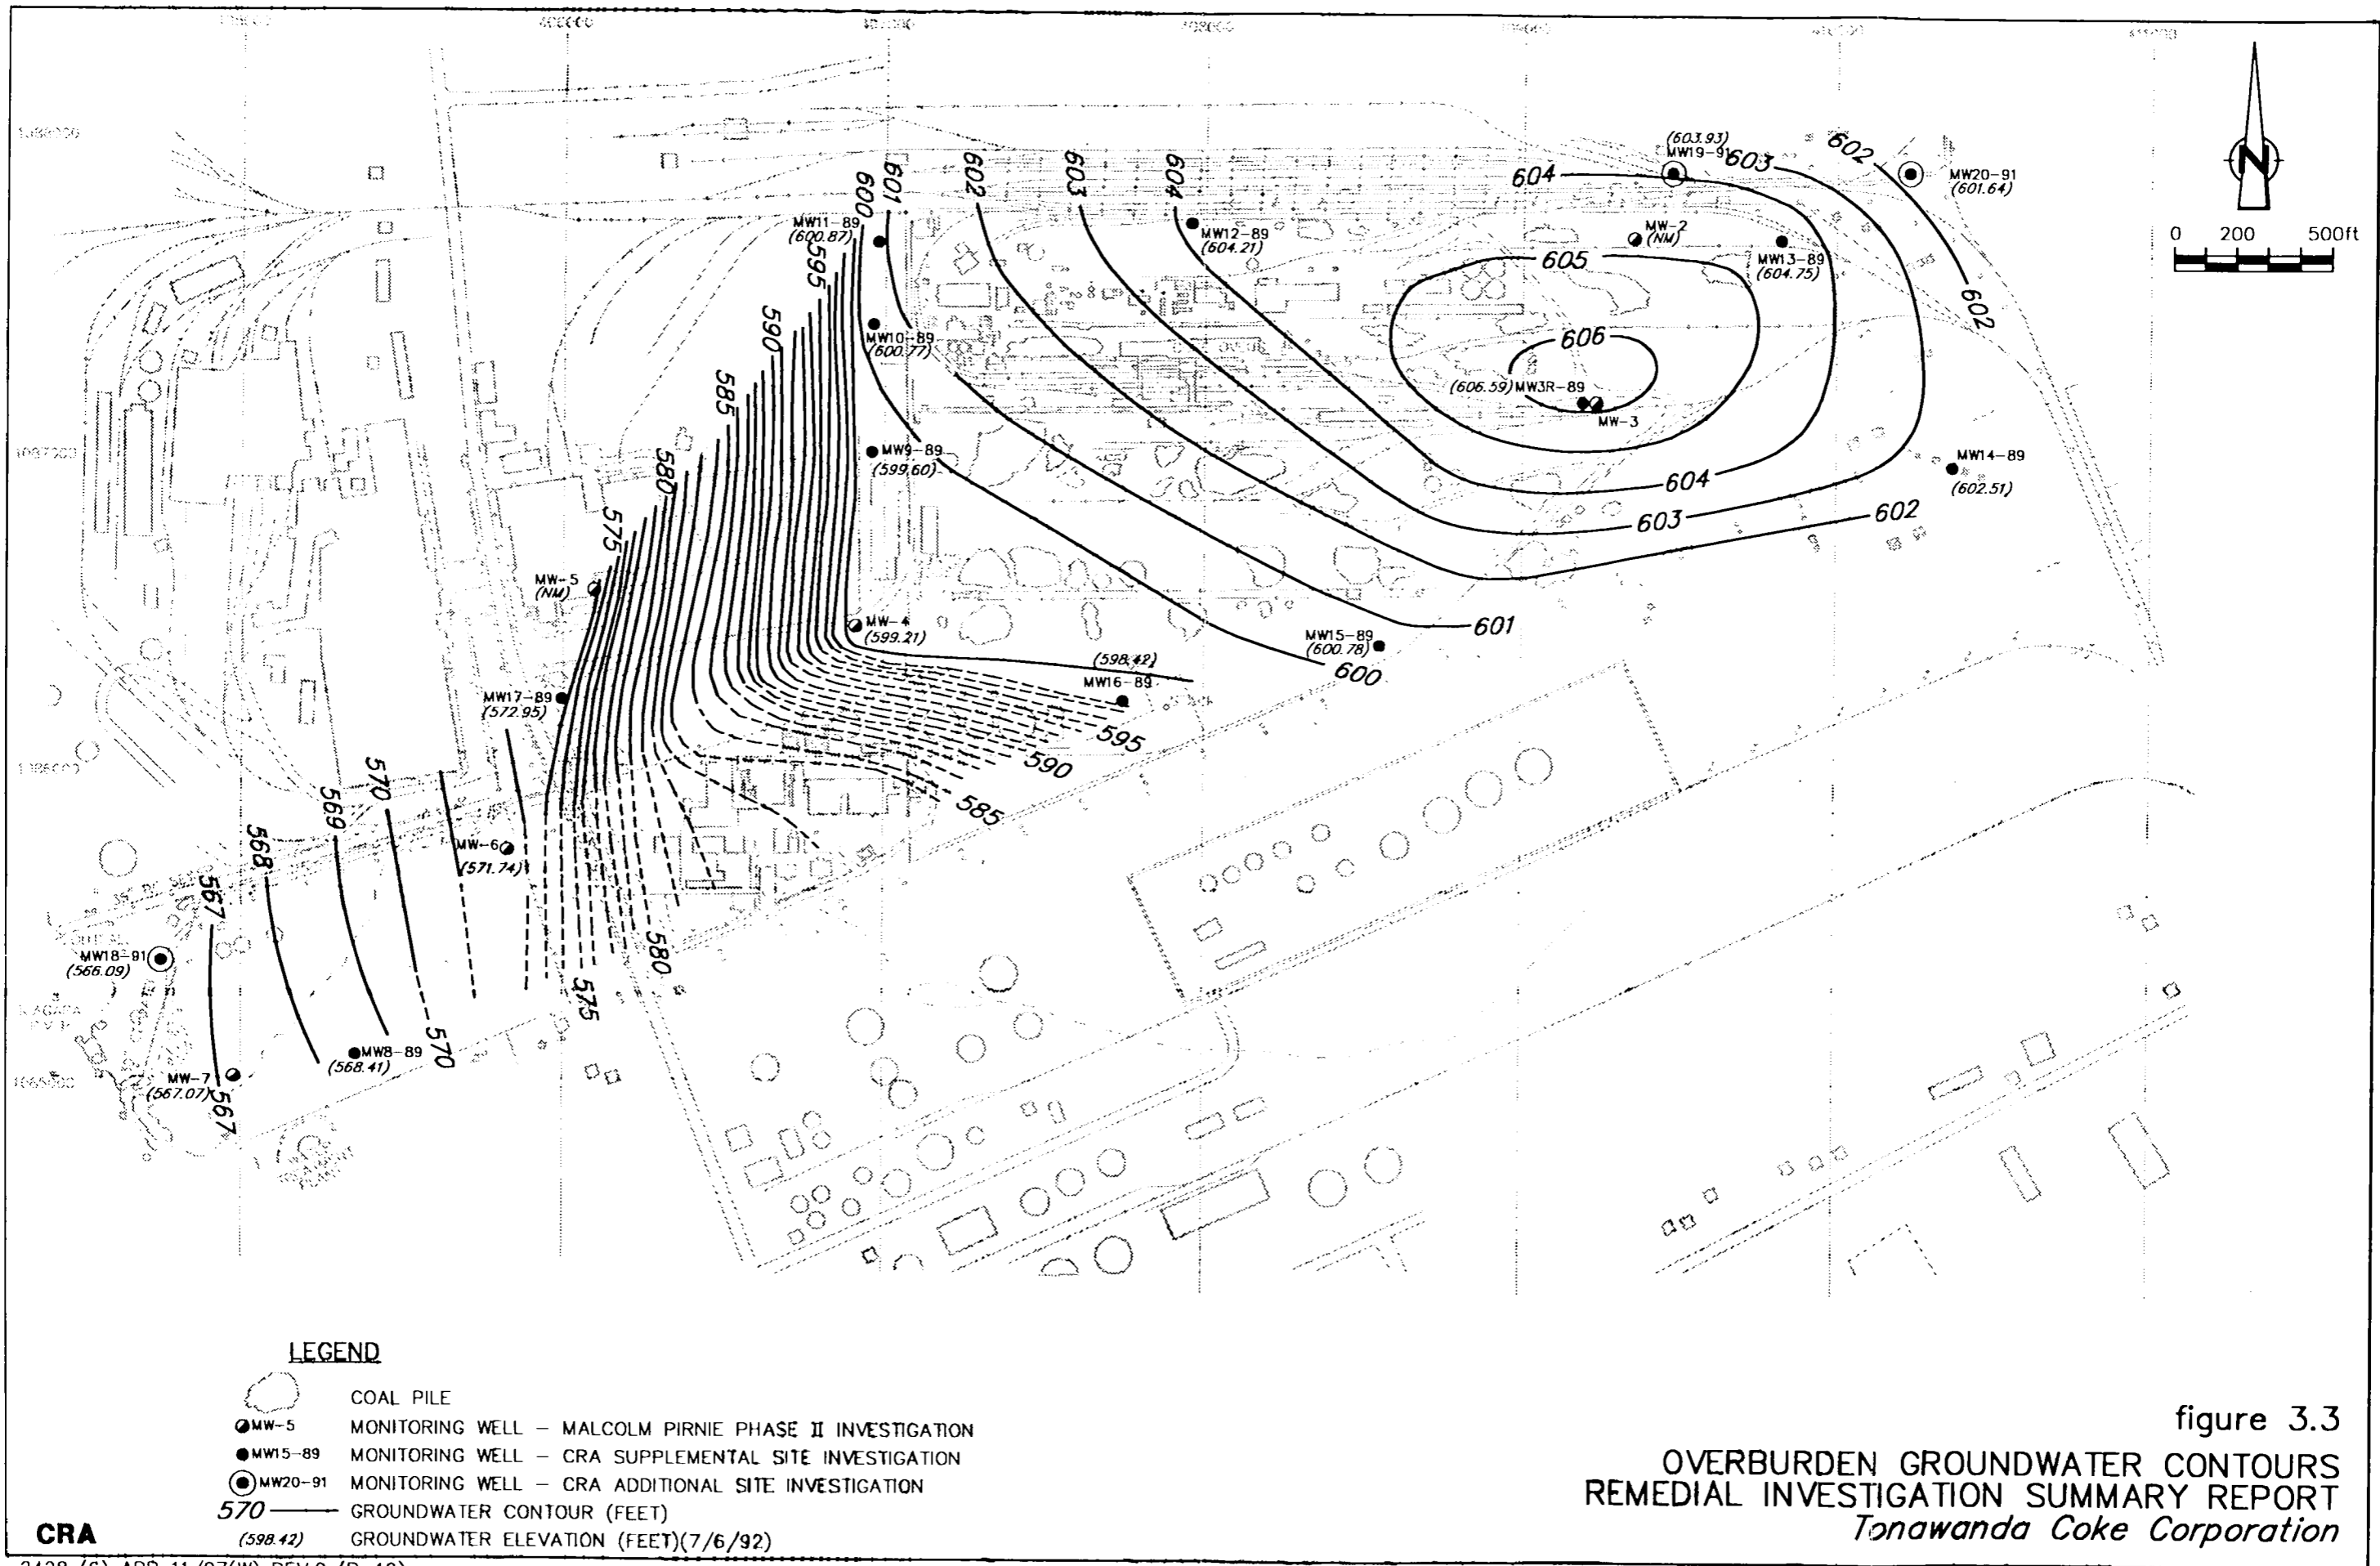 (603.93)
MW19-91
603
602
604
MW20-91
(601.64)
N
0 200 500ft
600
601
602
603
604
MW11-89
(600.87)
595
MW12-89
(604.21)
MW-2
(NM)
MW13-89
(604.75)
605
602
590
MW10-89
(600.77)
606
585
(606.59) MW3R-89
MW-3
580
MW9-89
(599.60)
MW14-89
(602.51)
604
603
602
575
MW-5
(NM)
MW-4
(599.21)
601
MW15-89
(600.78)
600
(598.42)
MW16-89
MW17-89
(572.95)
595
590
585
570
569
568
567
MW-6
(571.74)
580
575
MW18-91
(566.09)
MW8-89
(568.41)
570
MW-7
(567.07)
567
LEGEND
COAL PILE
MW-5 MONITORING WELL – MALCOLM PIRNIE PHASE II INVESTIGATION
MW15-89 MONITORING WELL – CRA SUPPLEMENTAL SITE INVESTIGATION
MW20-91 MONITORING WELL – CRA ADDITIONAL SITE INVESTIGATION
570 GROUNDWATER CONTOUR (FEET)
(598.42) GROUNDWATER ELEVATION (FEET)(7/6/92)
CRA
figure 3.3
OVERBURDEN GROUNDWATER CONTOURS
REMEDIAL INVESTIGATION SUMMARY REPORT
Tonawanda Coke Corporation